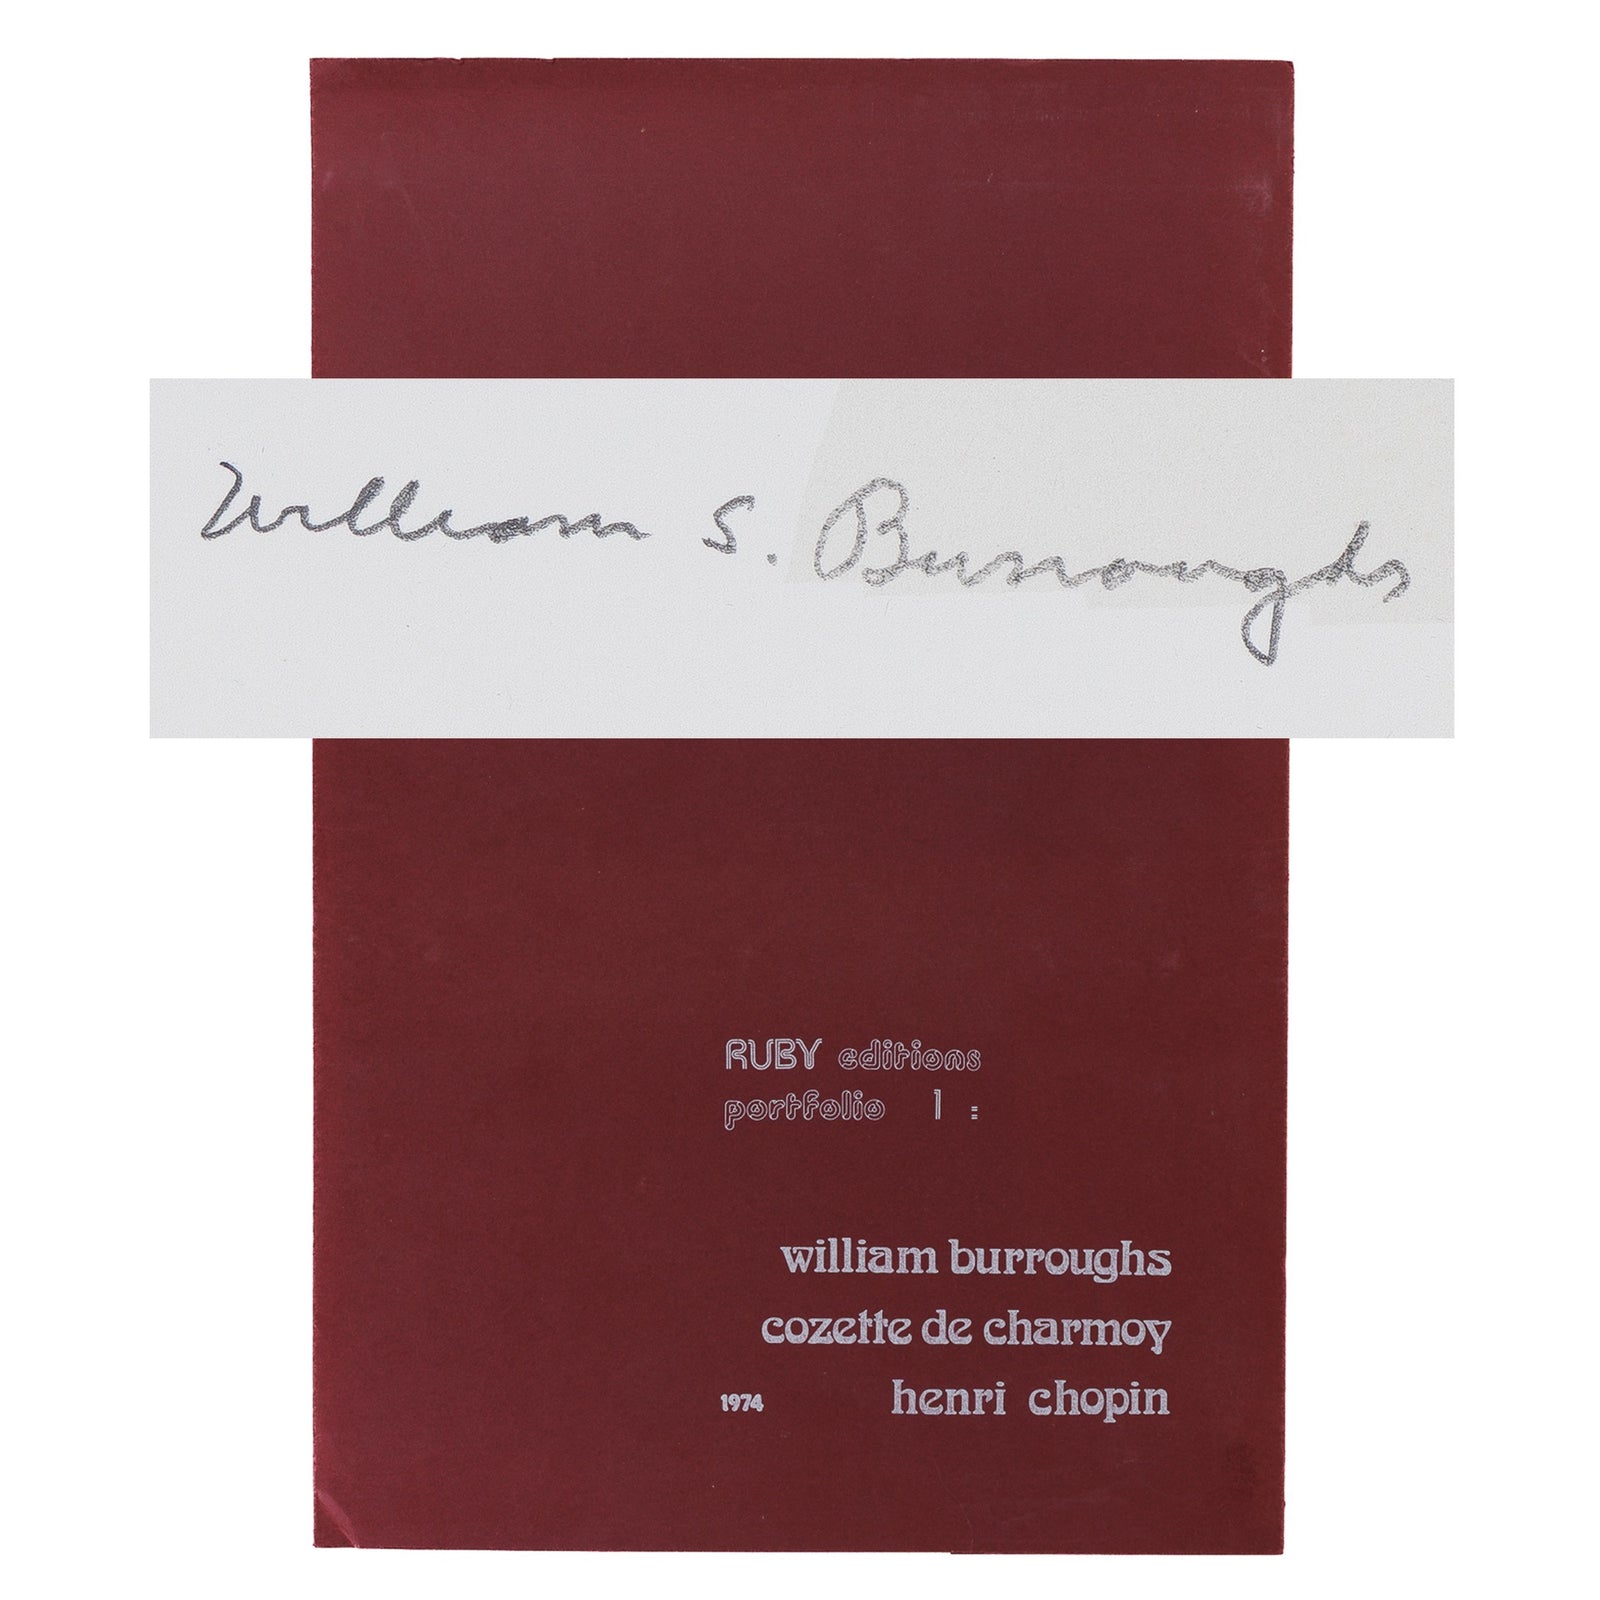 William S. Burroughs
RUBY editions
portfolio 1 :
william burroughs
cozette de charmoy
1974 henri chopin